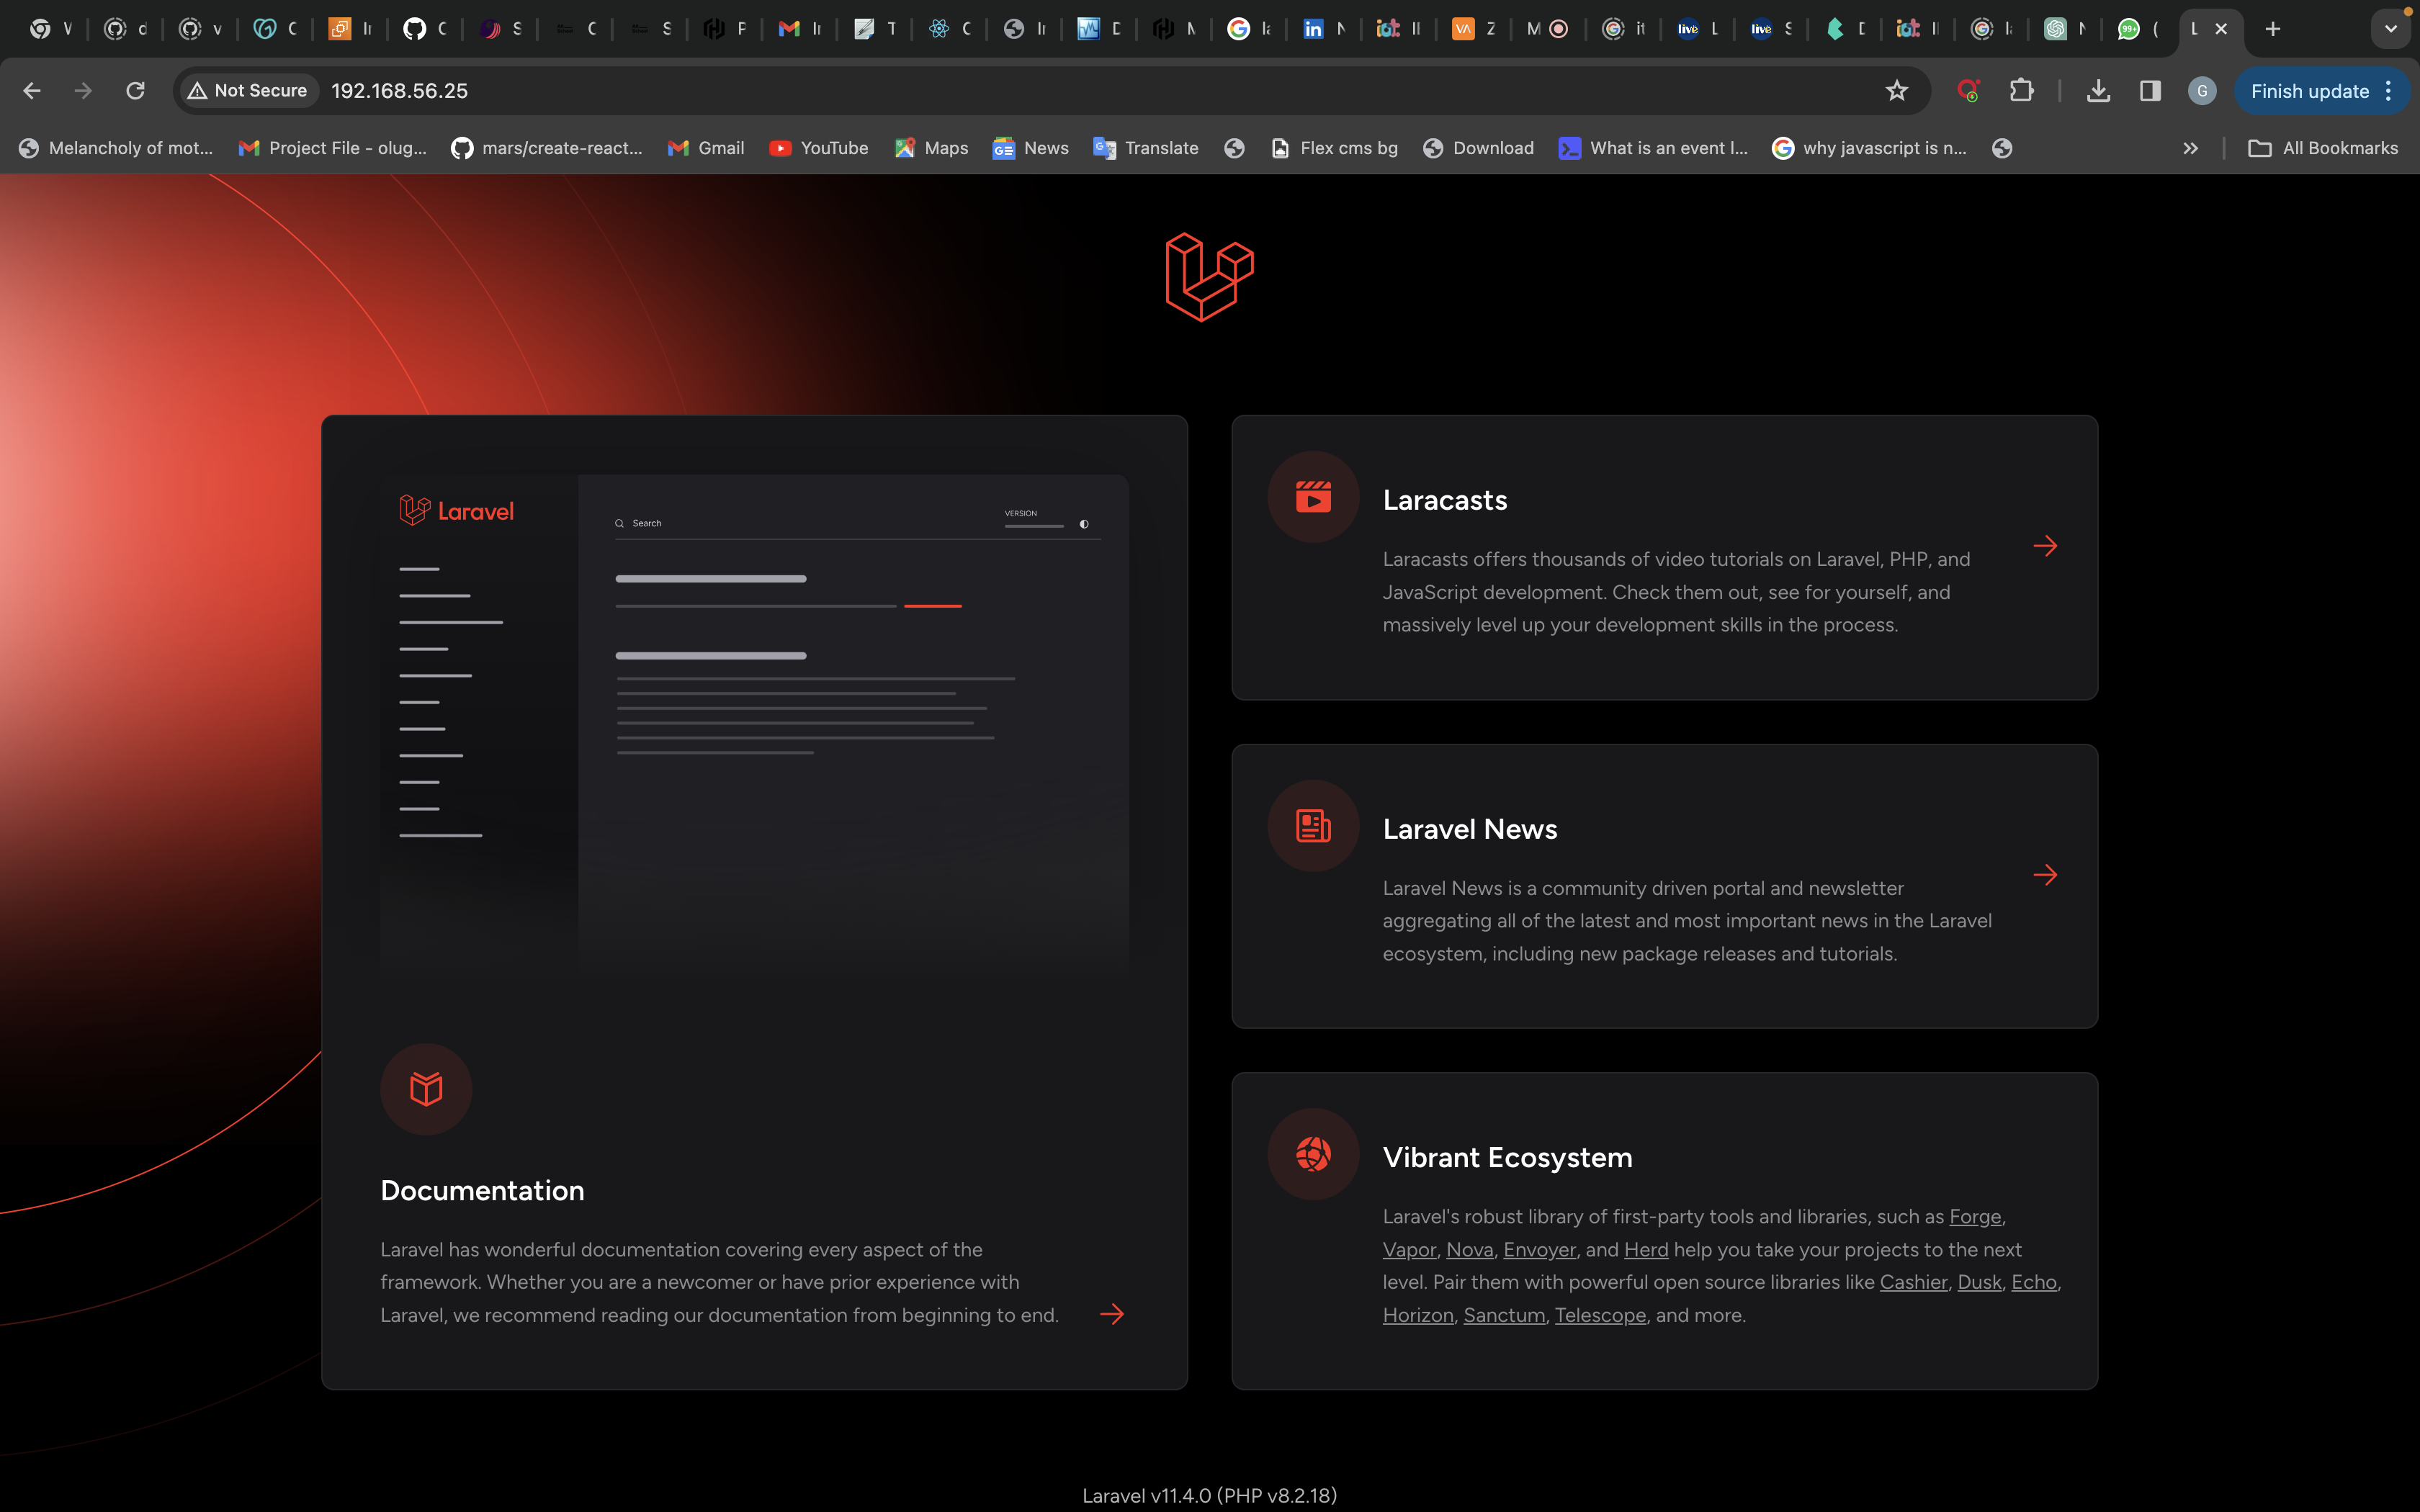 Not Secure 192.168.56.25 G Finish update
Melancholy of mot... Project File - olug... mars/create-react... Gmail YouTube Maps News Translate Flex cms bg Download What is an event l... why javascript is n... All Bookmarks
Laravel
Search
VERSION
Documentation
Laravel has wonderful documentation covering every aspect of the
framework. Whether you are a newcomer or have prior experience with
Laravel, we recommend reading our documentation from beginning to end.
Laracasts
Laracasts offers thousands of video tutorials on Laravel, PHP, and
JavaScript development. Check them out, see for yourself, and
massively level up your development skills in the process.
Laravel News
Laravel News is a community driven portal and newsletter
aggregating all of the latest and most important news in the Laravel
ecosystem, including new package releases and tutorials.
Vibrant Ecosystem
Laravel's robust library of first-party tools and libraries, such as Forge,
Vapor, Nova, Envoyer, and Herd help you take your projects to the next
level. Pair them with powerful open source libraries like Cashier, Dusk, Echo,
Horizon, Sanctum, Telescope, and more.
Laravel v11.4.0 (PHP v8.2.18)